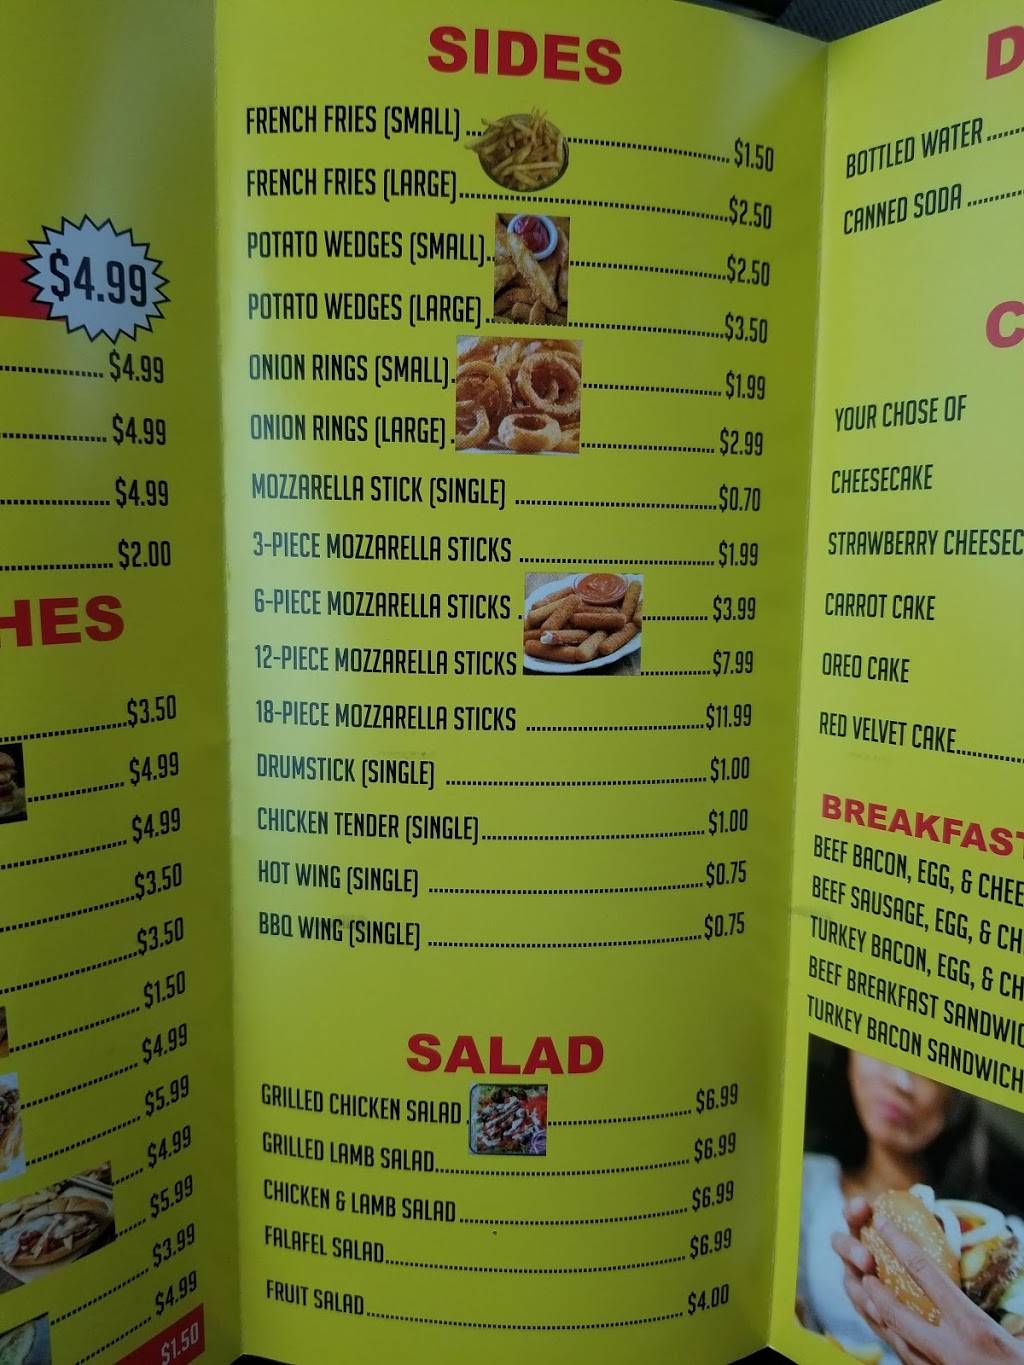 $4.99
$4.99
$4.99
$4.99
$2.00
HES
$3.50
$4.99
$4.99
$3.50
$3.50
$1.50
$4.99
$5.99
$4.99
$5.99
$3.99
$4.99
$1.50
SIDES
FRENCH FRIES (SMALL) $1.50
FRENCH FRIES (LARGE) $2.50
POTATO WEDGES (SMALL) $2.50
POTATO WEDGES (LARGE) $3.50
ONION RINGS (SMALL) $1.99
ONION RINGS (LARGE) $2.99
MOZZARELLA STICK (SINGLE) $0.70
3-PIECE MOZZARELLA STICKS $1.99
6-PIECE MOZZARELLA STICKS $3.99
12-PIECE MOZZARELLA STICKS $7.99
18-PIECE MOZZARELLA STICKS $11.99
DRUMSTICK (SINGLE) $1.00
CHICKEN TENDER (SINGLE) $1.00
HOT WING (SINGLE) $0.75
BBQ WING (SINGLE) $0.75
SALAD
GRILLED CHICKEN SALAD $6.99
GRILLED LAMB SALAD $6.99
CHICKEN & LAMB SALAD $6.99
FALAFEL SALAD $6.99
FRUIT SALAD $4.00
D
BOTTLED WATER
CANNED SODA
C
YOUR CHOSE OF
CHEESECAKE
STRAWBERRY CHEESEC
CARROT CAKE
OREO CAKE
RED VELVET CAKE
BREAKFAST
BEEF BACON, EGG, & CHEE
BEEF SAUSAGE, EGG, & CH
TURKEY BACON, EGG, & CH
BEEF BREAKFAST SANDWIC
TURKEY BACON SANDWICH